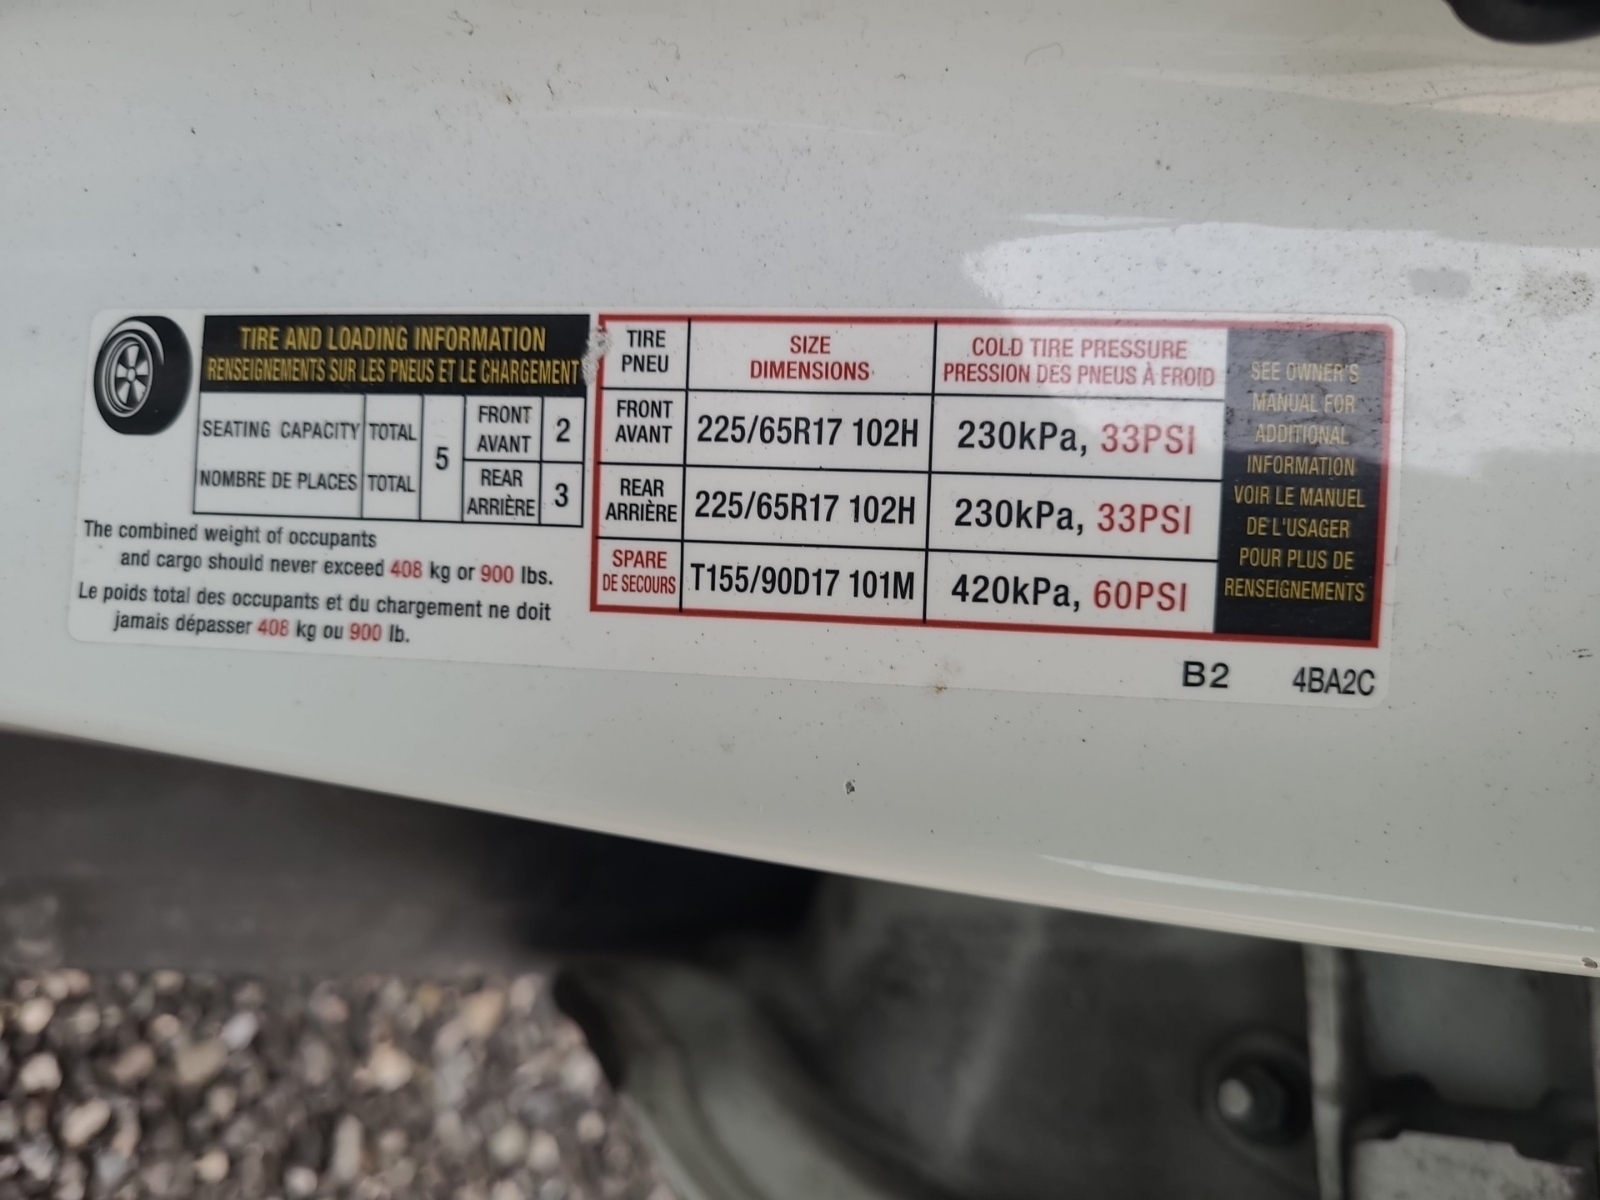 TIRE AND LOADING INFORMATION
RENSEIGNEMENTS SUR LES PNEUS ET LE CHARGEMENT
SEATING CAPACITY TOTAL
NOMBRE DE PLACES TOTAL
5
FRONT
AVANT
2
REAR
ARRIÈRE
3
The combined weight of occupants
and cargo should never exceed 408 kg or 900 lbs.
Le poids total des occupants et du chargement ne doit
jamais dépasser 408 kg ou 900 lb.
TIRE
PNEU
SIZE
DIMENSIONS
COLD TIRE PRESSURE
PRESSION DES PNEUS À FROID
FRONT
AVANT
225/65R17 102H
230kPa, 33PSI
REAR
ARRIÈRE
225/65R17 102H
230kPa, 33PSI
SPARE
DE SECOURS
T155/90D17 101M
420kPa, 60PSI
SEE OWNER'S
MANUAL FOR
ADDITIONAL
INFORMATION
VOIR LE MANUEL
DE L'USAGER
POUR PLUS DE
RENSEIGNEMENTS
B2 4BA2C